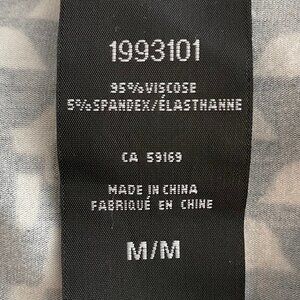 1993101
95%VISCOSE
5%SPANDEX/ÉLASTHANNE
CA 59169
MADE IN CHINA
FABRIQUÉ EN CHINE
M/M